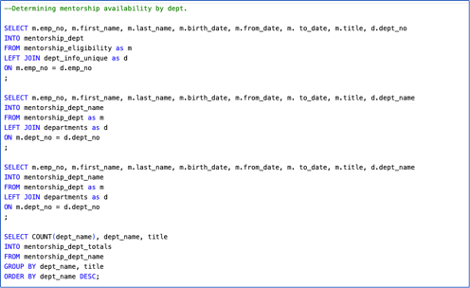 --Determining mentorship availability by dept.
SELECT m.emp_no, m.first_name, m.last_name, m.birth_date, m.from_date, m. to_date, m.title, d.dept_no
INTO mentorship_dept
FROM mentorship_eligibility as m
LEFT JOIN dept_info_unique as d
ON m.emp_no = d.emp_no
;
SELECT m.emp_no, m.first_name, m.last_name, m.birth_date, m.from_date, m. to_date, m.title, d.dept_name
INTO mentorship_dept_name
FROM mentorship_dept as m
LEFT JOIN departments as d
ON m.dept_no = d.dept_no
;
SELECT m.emp_no, m.first_name, m.last_name, m.birth_date, m.from_date, m. to_date, m.title, d.dept_name
INTO mentorship_dept_name
FROM mentorship_dept as m
LEFT JOIN departments as d
ON m.dept_no = d.dept_no
;
SELECT COUNT(dept_name), dept_name, title
INTO mentorship_dept_totals
FROM mentorship_dept_name
GROUP BY dept_name, title
ORDER BY dept_name DESC;